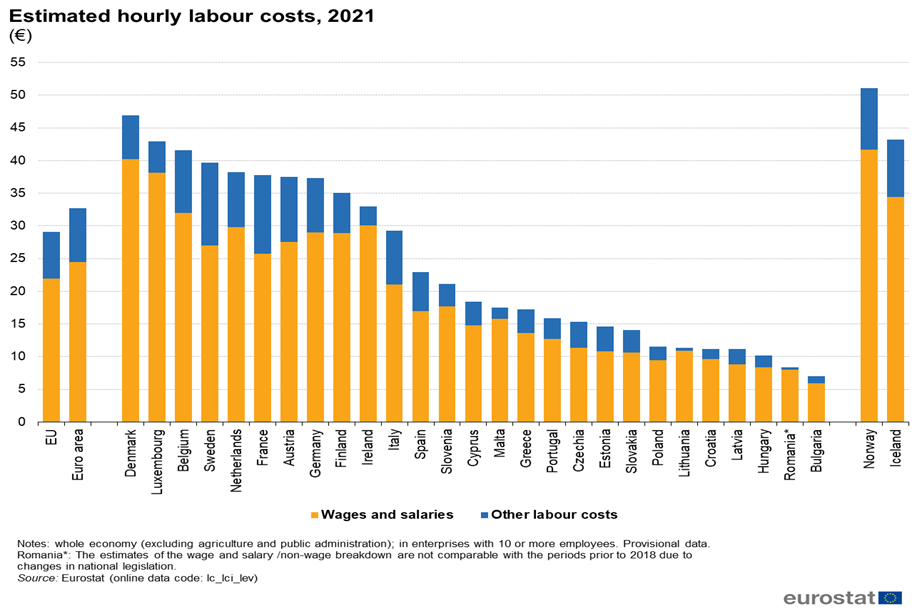 Estimated hourly labour costs, 2021
(€)
55
50
45
40
35
30
25
20
15
10
5
0
EU
Euro area
Denmark
Luxembourg
Belgium
Sweden
Netherlands
France
Austria
Germany
Finland
Ireland
Italy
Spain
Slovenia
Cyprus
Malta
Greece
Portugal
Czechia
Estonia
Slovakia
Poland
Lithuania
Croatia
Latvia
Hungary
Romania*
Bulgaria
Norway
Iceland
Wages and salaries
Other labour costs
Notes: whole economy (excluding agriculture and public administration); in enterprises with 10 or more employees. Provisional data.
Romania*: The estimates of the wage and salary /non-wage breakdown are not comparable with the periods prior to 2018 due to
changes in national legislation.
Source: Eurostat (online data code: lc_lci_lev)
eurostat